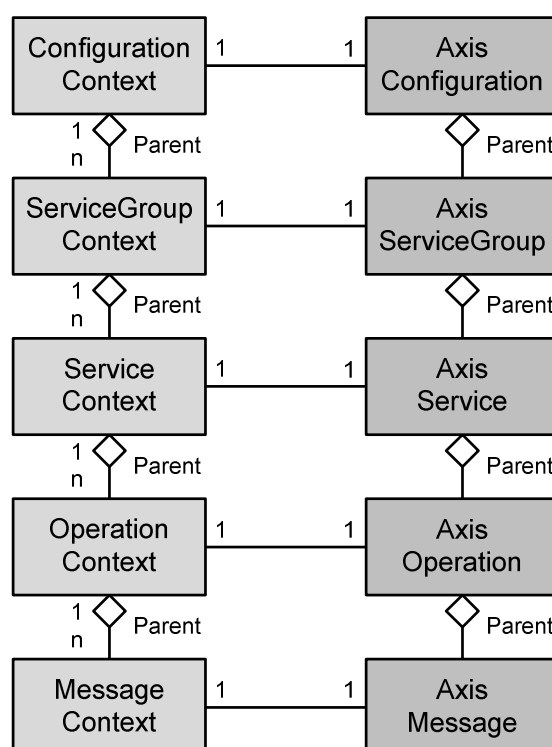 Configuration
Context
1
1
Axis
Configuration
1
n
Parent
Parent
ServiceGroup
Context
1
1
Axis
ServiceGroup
1
n
Parent
Parent
Service
Context
1
1
Axis
Service
1
n
Parent
Parent
Operation
Context
1
1
Axis
Operation
1
n
Parent
Parent
Message
Context
1
1
Axis
Message